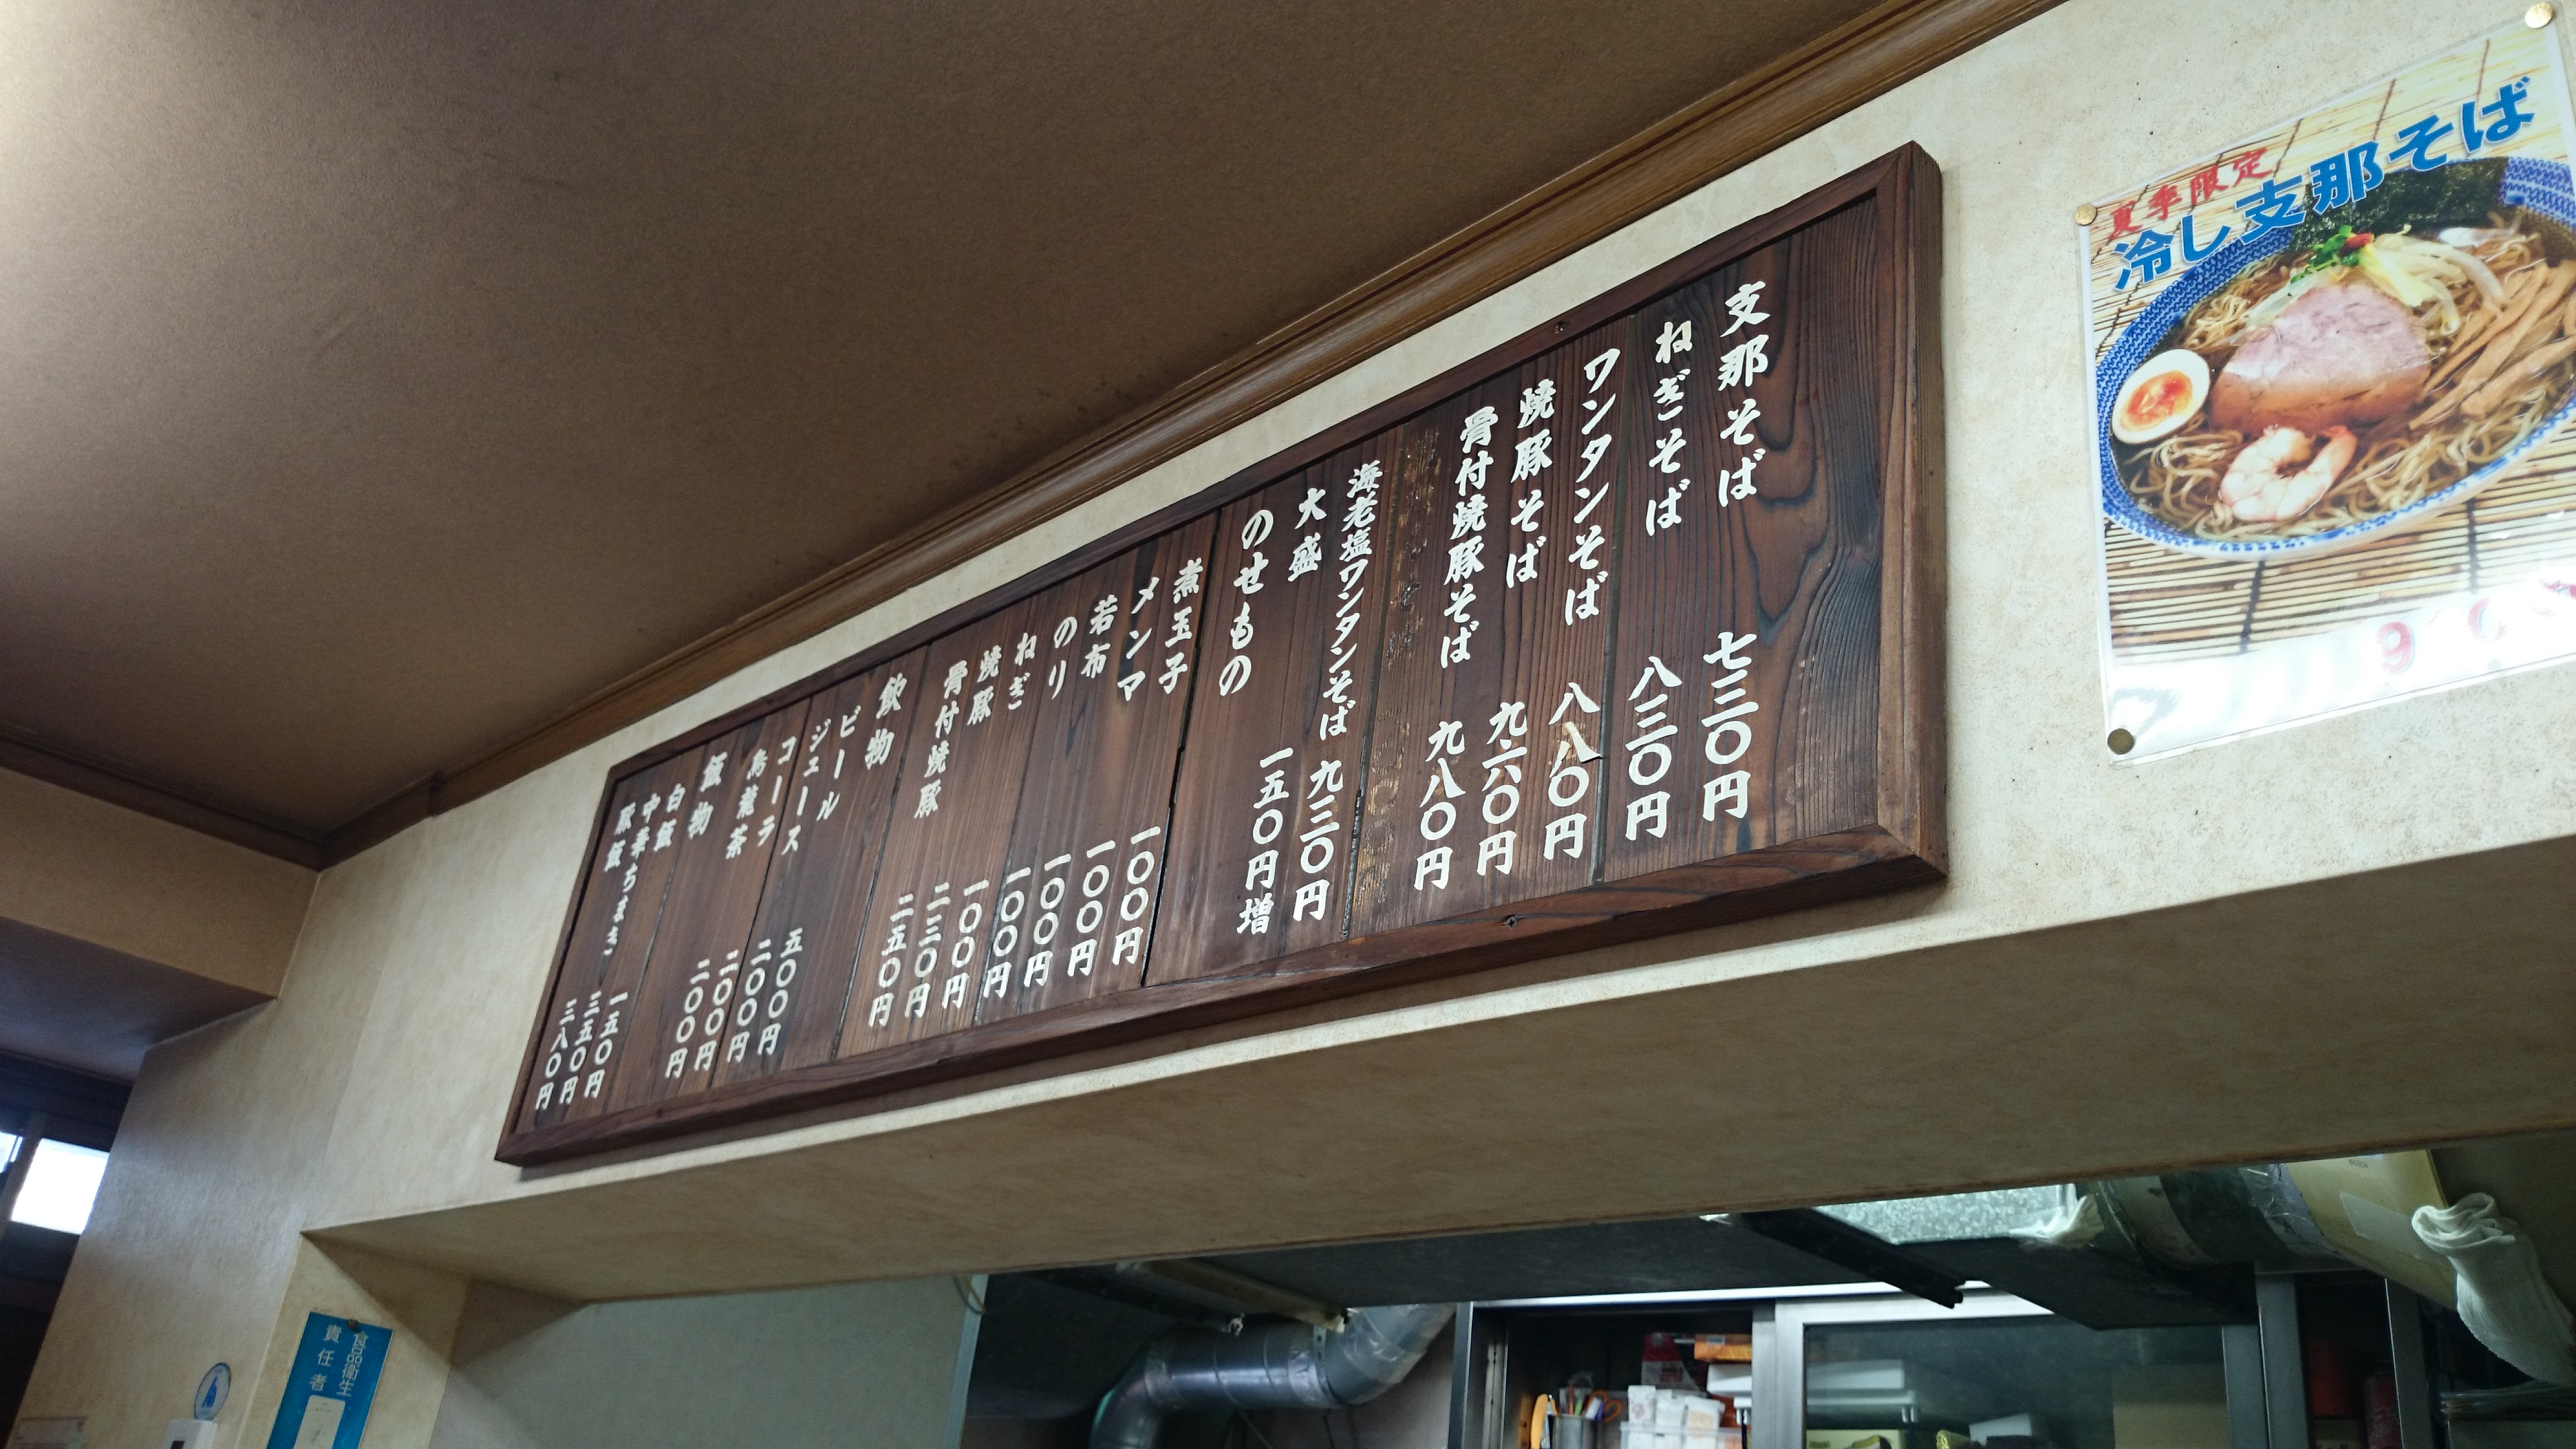 夏季限定
冷し支那そば
支那そば 七三〇円
ねぎそば 八三〇円
ワンタンそば 八八〇円
焼豚そば 九六〇円
骨付焼豚そば 九八〇円
海老塩ワンタンそば 九三〇円
大盛 一五〇円増
のせもの
煮玉子 一〇〇円
メンマ 一〇〇円
若布 一〇〇円
のり 一〇〇円
ねぎ 一〇〇円
焼豚 二三〇円
骨付焼豚 二五〇円
飲物
ビール 五〇〇円
ジュース 二〇〇円
コーラ 二〇〇円
烏龍茶 二〇〇円
飯物
白飯 一五〇円
中華ちまき 三五〇円
豚飯 三八〇円
食品衛生
責任者